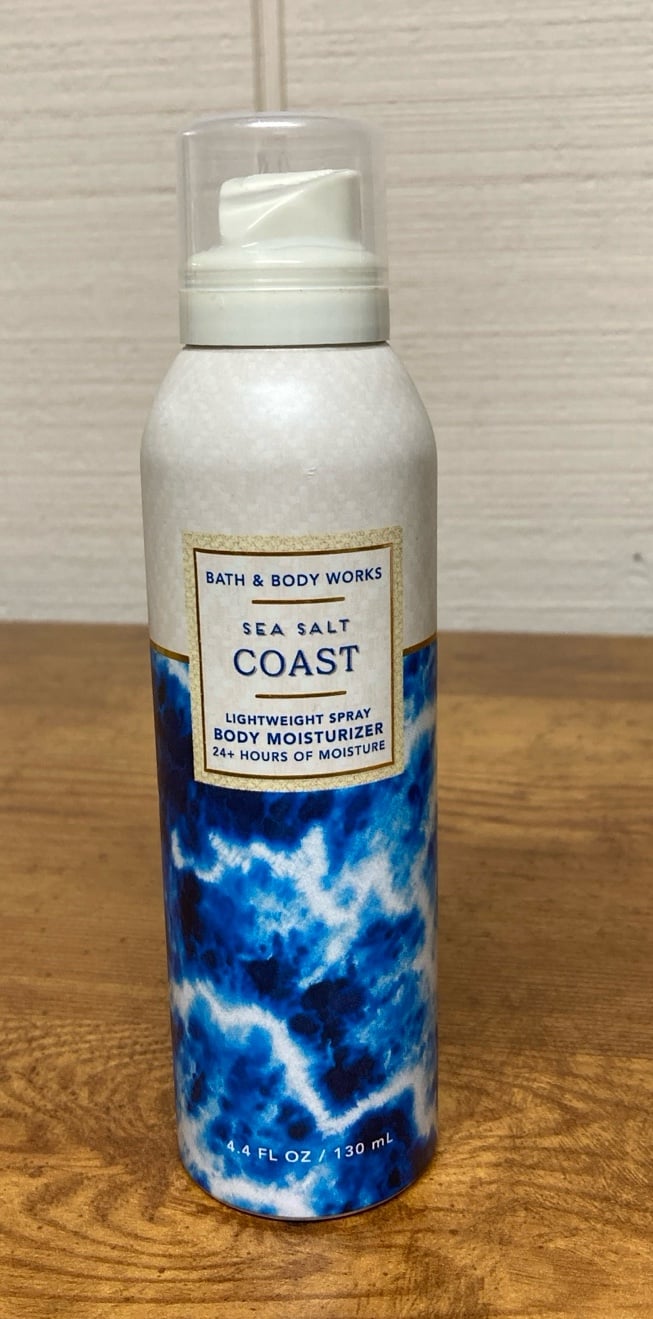 BATH & BODY WORKS
SEA SALT
COAST
LIGHTWEIGHT SPRAY
BODY MOISTURIZER
24+ HOURS OF MOISTURE
4.4 FL OZ / 130 mL